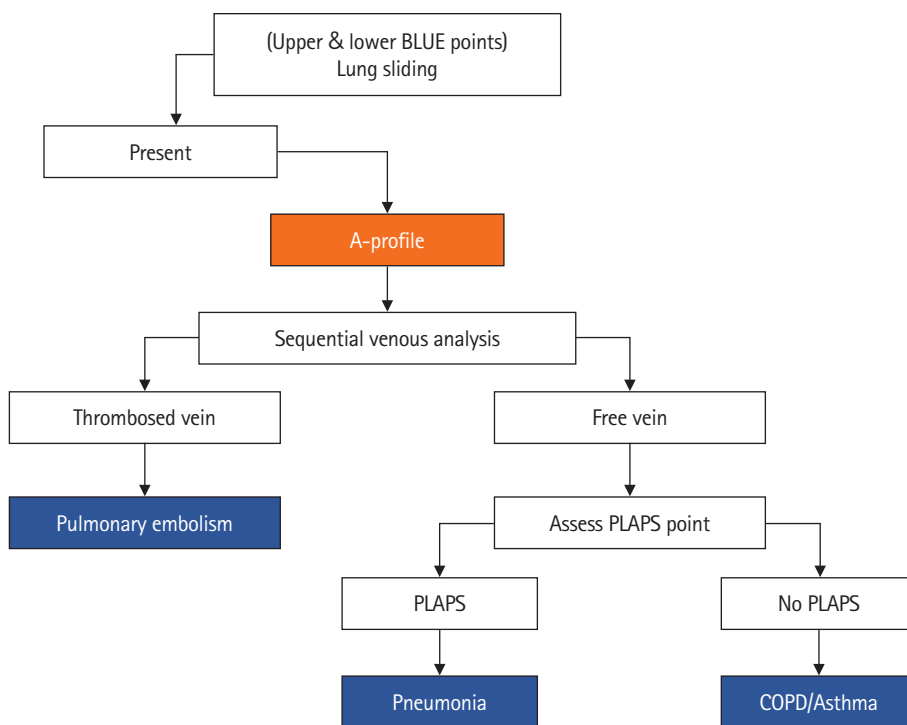 (Upper & lower BLUE points)
Lung sliding
Present
A-profile
Sequential venous analysis
Thrombosed vein
Free vein
Pulmonary embolism
Assess PLAPS point
PLAPS
No PLAPS
Pneumonia
COPD/Asthma